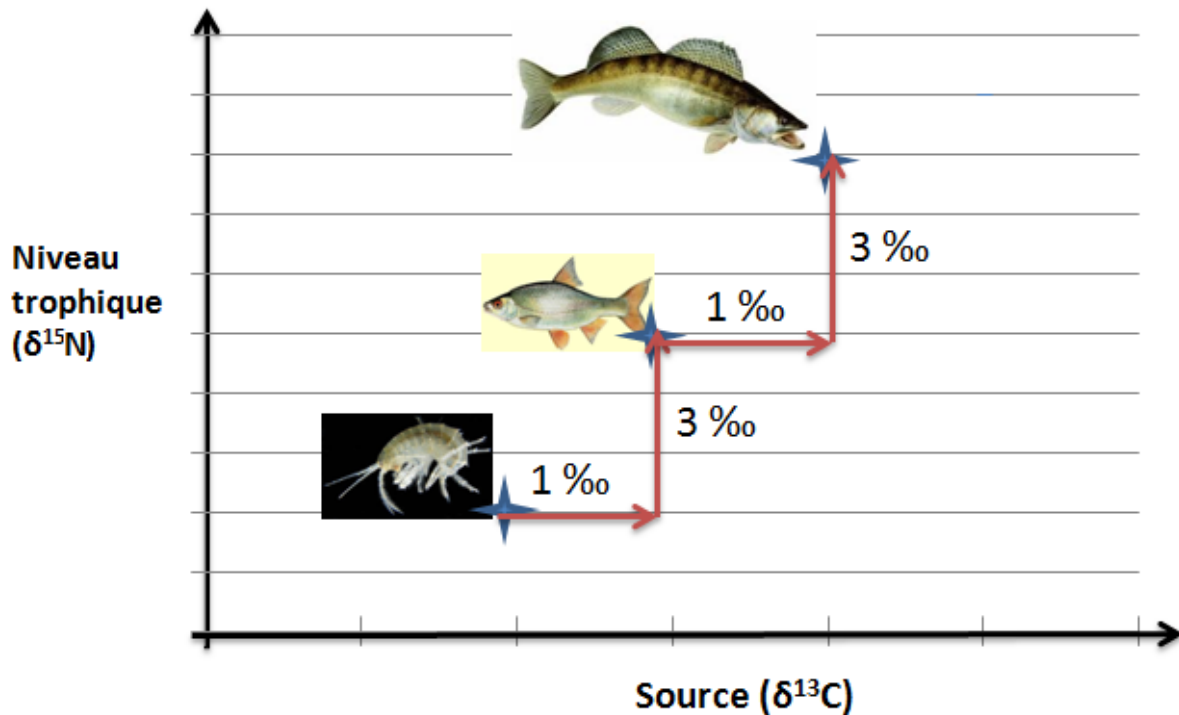 3 ‰
Niveau
trophique
(δ¹⁵N)
1 ‰
3 ‰
1 ‰
Source (δ¹³C)